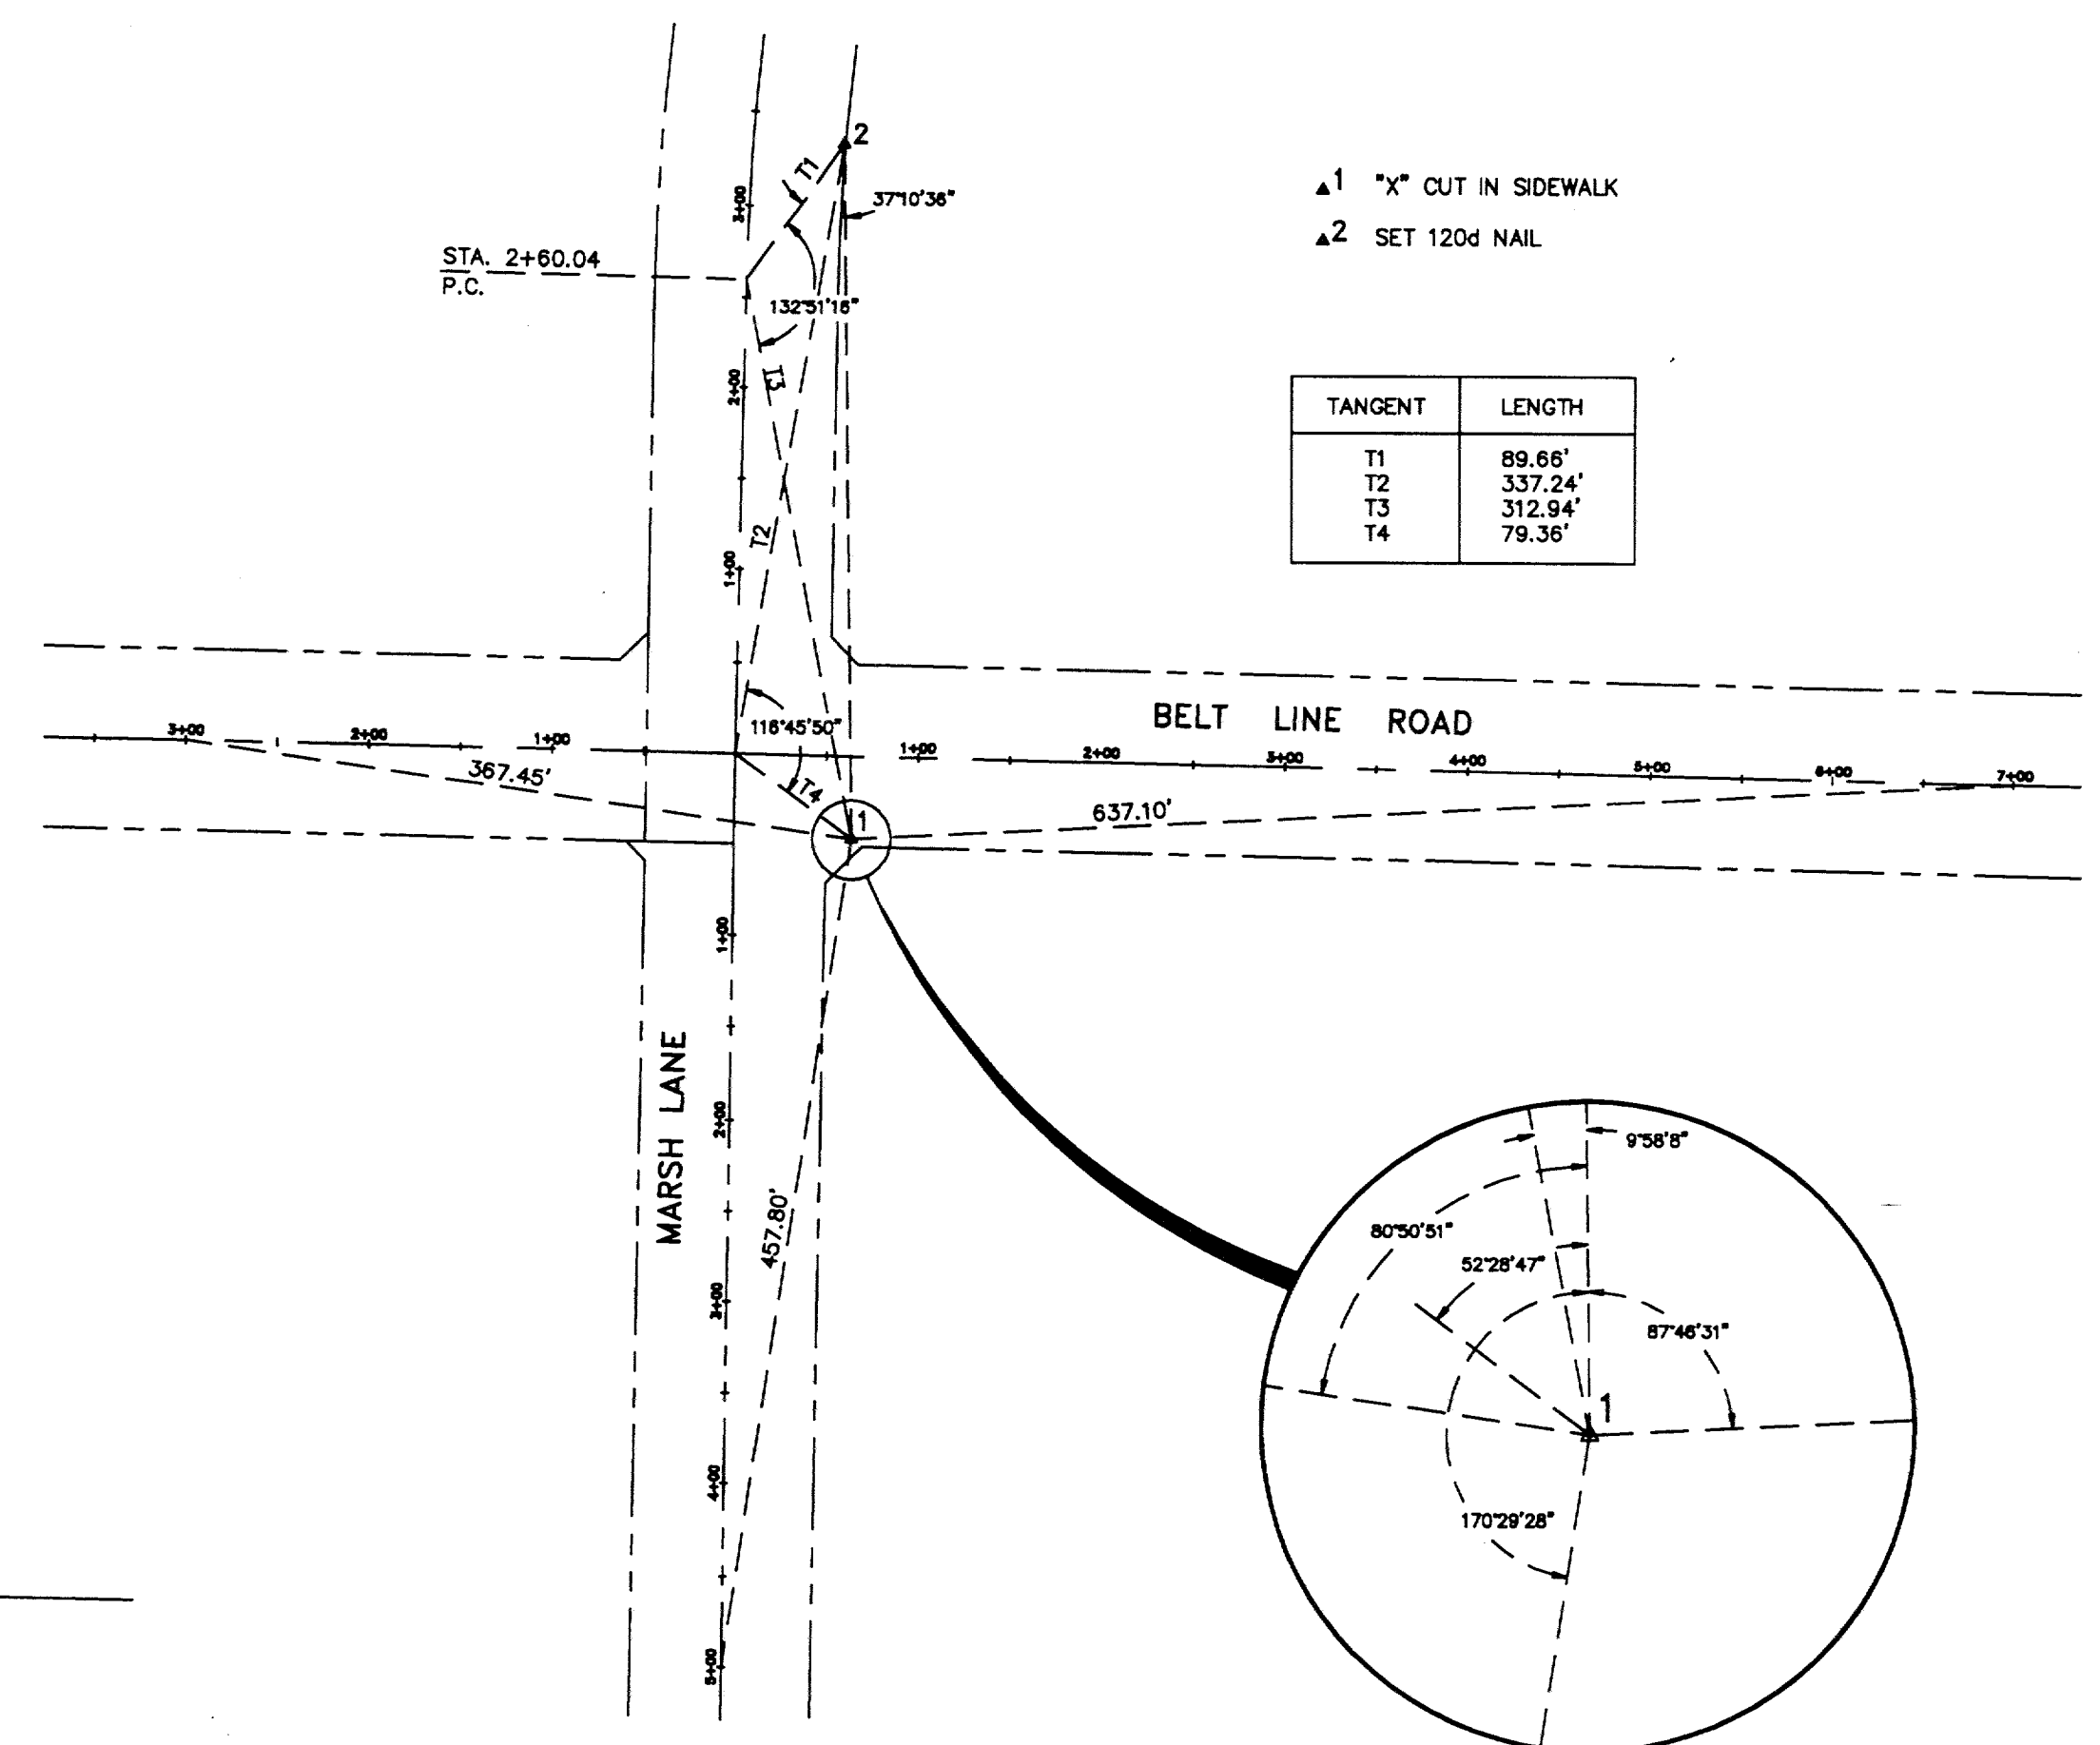 2
T1
3+00
37°10'36"
▲1 "X" CUT IN SIDEWALK
▲2 SET 120d NAIL
STA. 2+60.04
P.C.
132°51'16"
T3
2+00
TANGENT LENGTH
T1 89.66'
T2 337.24'
T3 312.94'
T4 79.36'
T2
1+00
116°45'50"
BELT LINE ROAD
3+00 2+00 1+00 1+00 2+00 3+00 4+00 5+00 6+00 7+00
367.45'
T4
1
637.10'
1+00
MARSH LANE
2+00
457.80'
3+00
4+00
5+00
9°58'8"
80°50'51"
52°28'47"
87°46'31"
1
170°29'28"